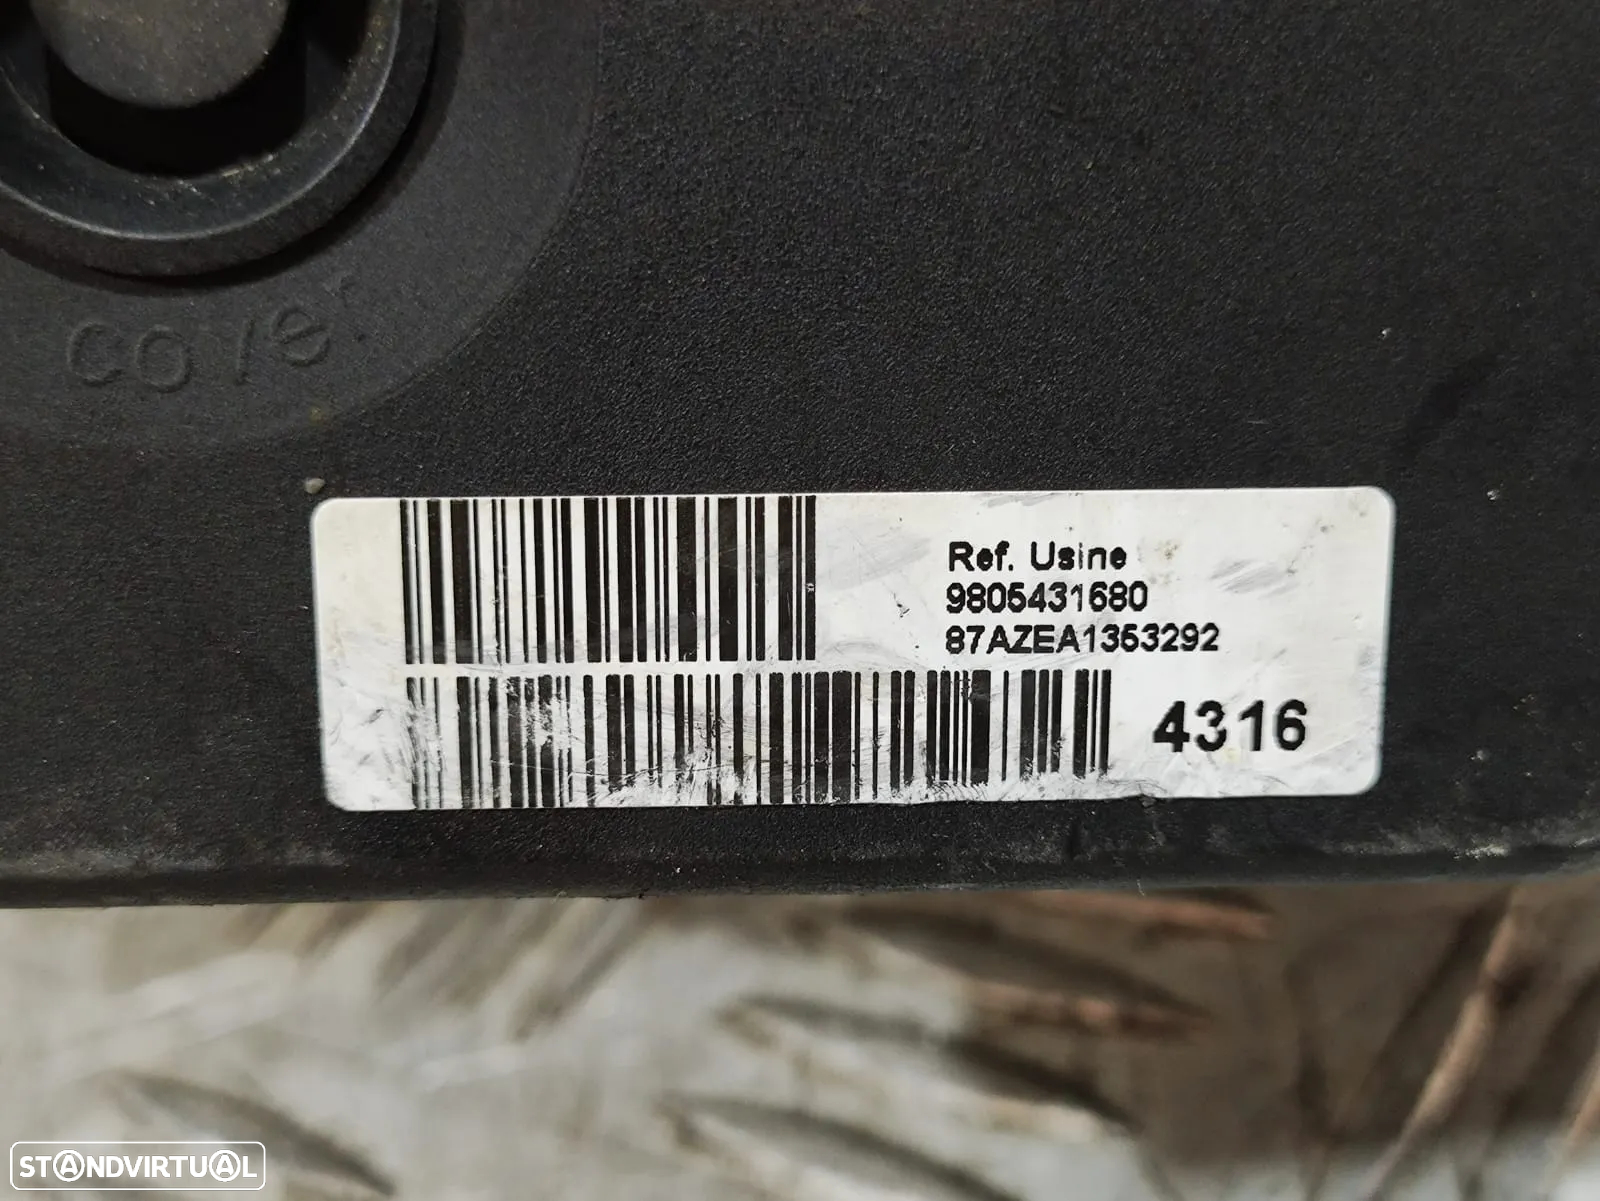 cover
Ref. Usine
9805431680
87AZEA1353292
4316
STANDVIRTUAL